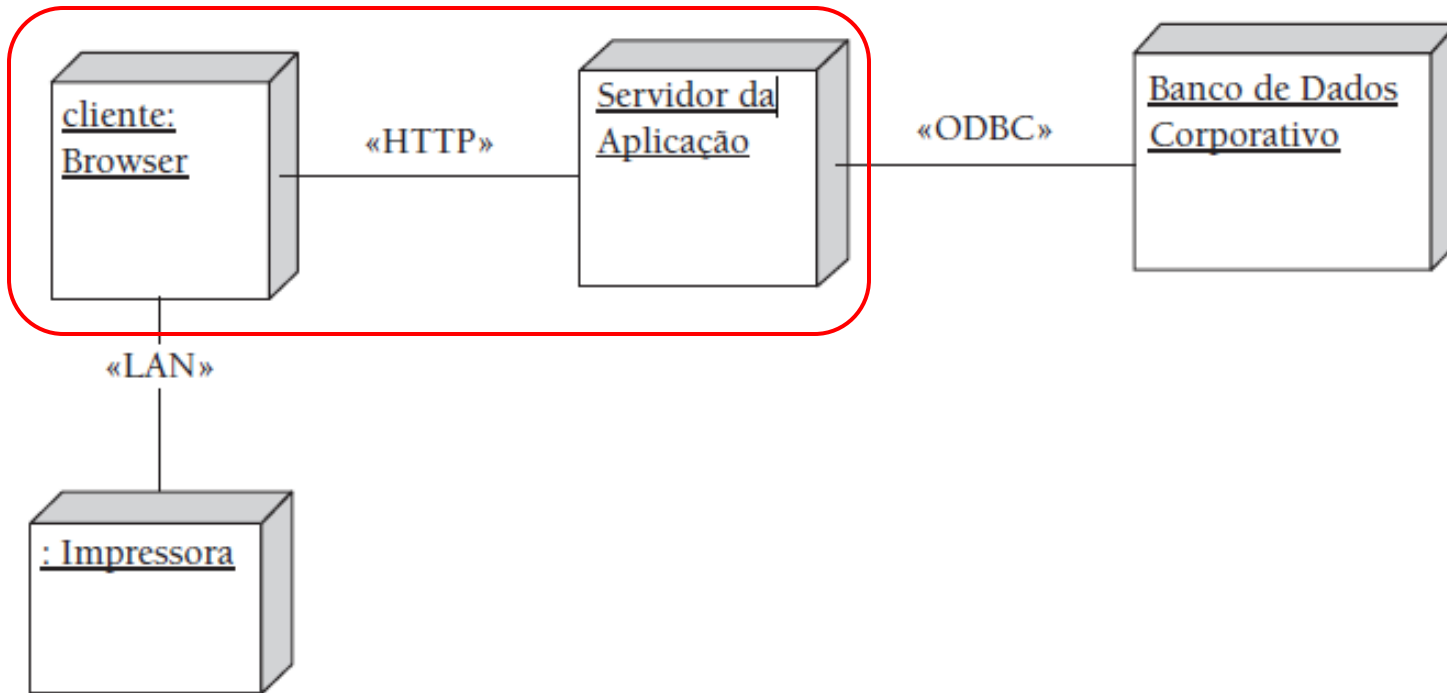 cliente:
Browser
«HTTP»
Servidor da
Aplicação
«ODBC»
Banco de Dados
Corporativo
«LAN»
: Impressora